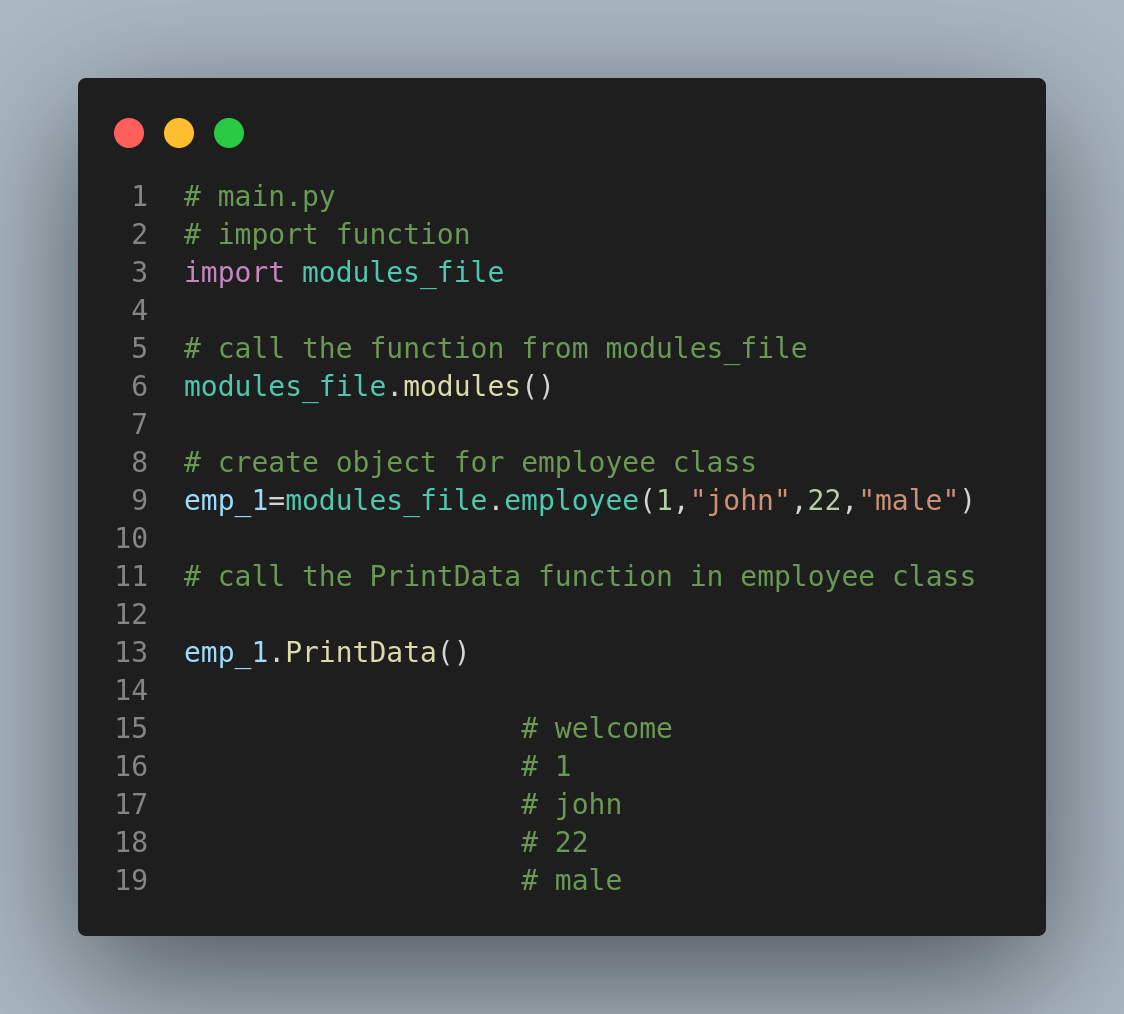 1 # main.py
2 # import function
3 import modules_file
4
5 # call the function from modules_file
6 modules_file.modules()
7
8 # create object for employee class
9 emp_1=modules_file.employee(1,"john",22,"male")
10
11 # call the PrintData function in employee class
12
13 emp_1.PrintData()
14
15 # welcome
16 # 1
17 # john
18 # 22
19 # male